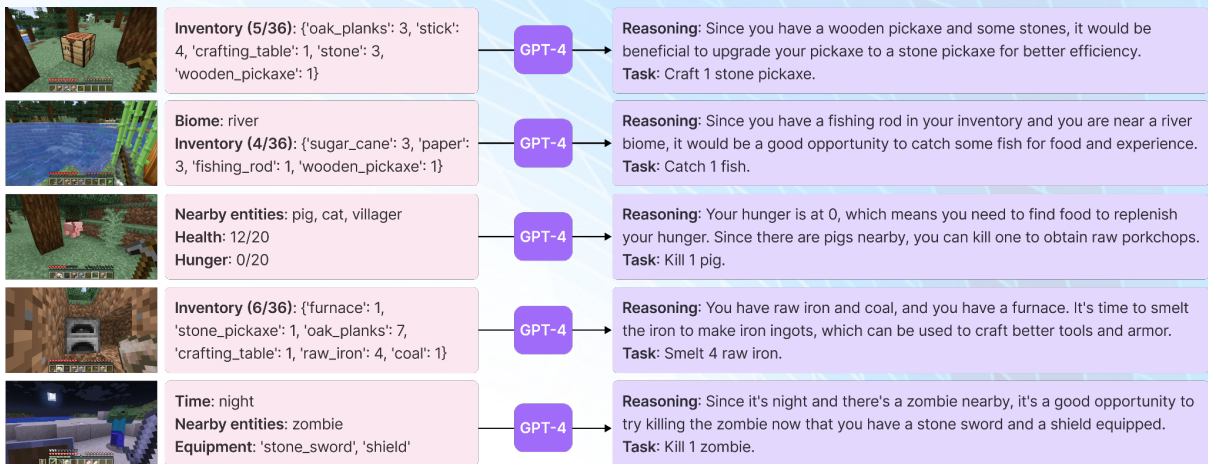 Inventory (5/36): {'oak_planks': 3, 'stick':
4, 'crafting_table': 1, 'stone': 3,
'wooden_pickaxe': 1}
GPT-4
Reasoning: Since you have a wooden pickaxe and some stones, it would be
beneficial to upgrade your pickaxe to a stone pickaxe for better efficiency.
Task: Craft 1 stone pickaxe.
Biome: river
Inventory (4/36): {'sugar_cane': 3, 'paper':
3, 'fishing_rod': 1, 'wooden_pickaxe': 1}
GPT-4
Reasoning: Since you have a fishing rod in your inventory and you are near a river
biome, it would be a good opportunity to catch some fish for food and experience.
Task: Catch 1 fish.
Nearby entities: pig, cat, villager
Health: 12/20
Hunger: 0/20
GPT-4
Reasoning: Your hunger is at 0, which means you need to find food to replenish
your hunger. Since there are pigs nearby, you can kill one to obtain raw porkchops.
Task: Kill 1 pig.
Inventory (6/36): {'furnace': 1,
'stone_pickaxe': 1, 'oak_planks': 7,
'crafting_table': 1, 'raw_iron': 4, 'coal': 1}
GPT-4
Reasoning: You have raw iron and coal, and you have a furnace. It's time to smelt
the iron to make iron ingots, which can be used to craft better tools and armor.
Task: Smelt 4 raw iron.
Time: night
Nearby entities: zombie
Equipment: 'stone_sword', 'shield'
GPT-4
Reasoning: Since it's night and there's a zombie nearby, it's a good opportunity to
try killing the zombie now that you have a stone sword and a shield equipped.
Task: Kill 1 zombie.